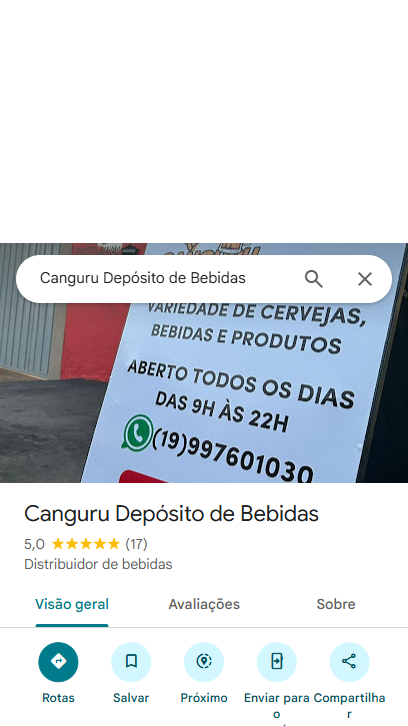 Canguru Depósito de Bebidas
VARIEDADE DE CERVEJAS,
BEBIDAS E PRODUTOS
ABERTO TODOS OS DIAS
DAS 9H ÀS 22H
(19)997601030
Canguru Depósito de Bebidas
5,0 (17)
Distribuidor de bebidas
Visão geral Avaliações Sobre
Rotas Salvar Próximo Enviar para Compartilha
o r